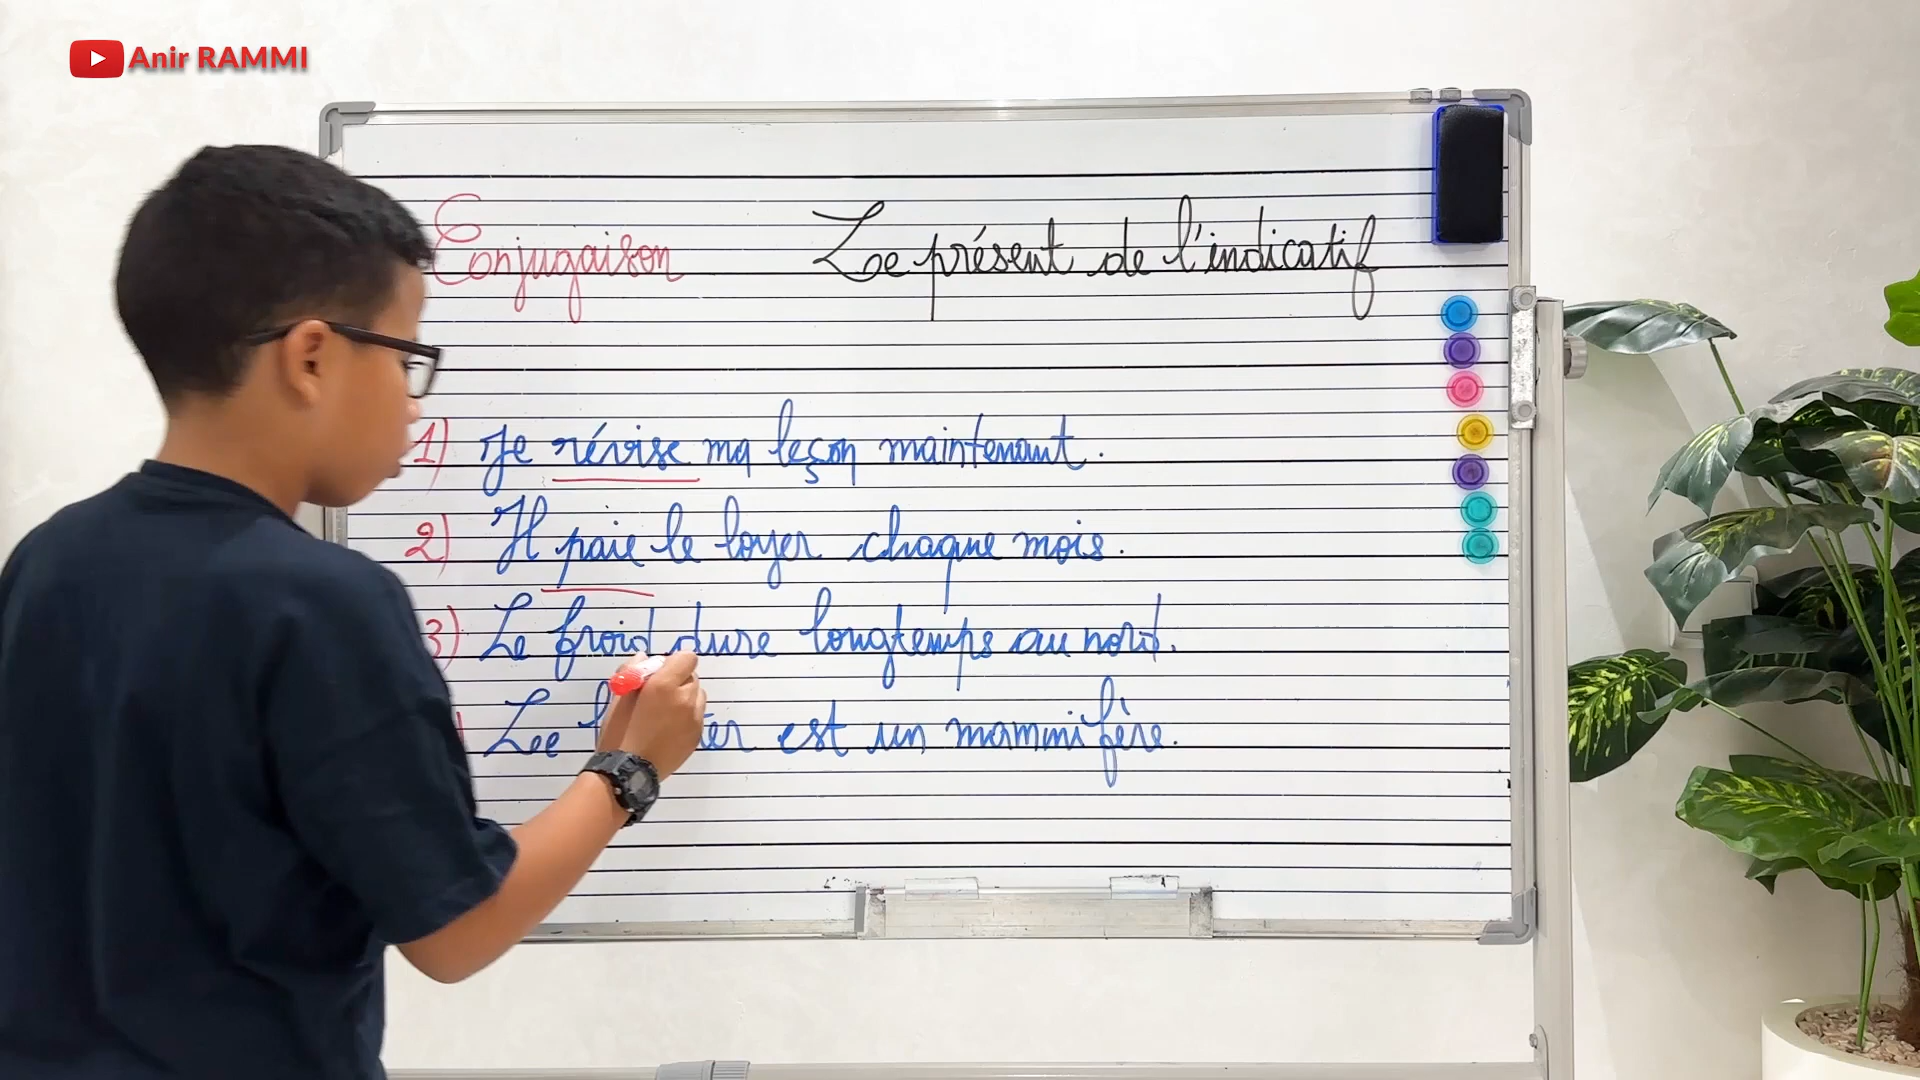 Anir RAMMI
Conjugaison Le présent de l'indicatif
1) Je révise ma leçon maintenant.
2) Il paie le loyer chaque mois.
3) Le froid dure longtemps au nord.
Le est un mammifère.